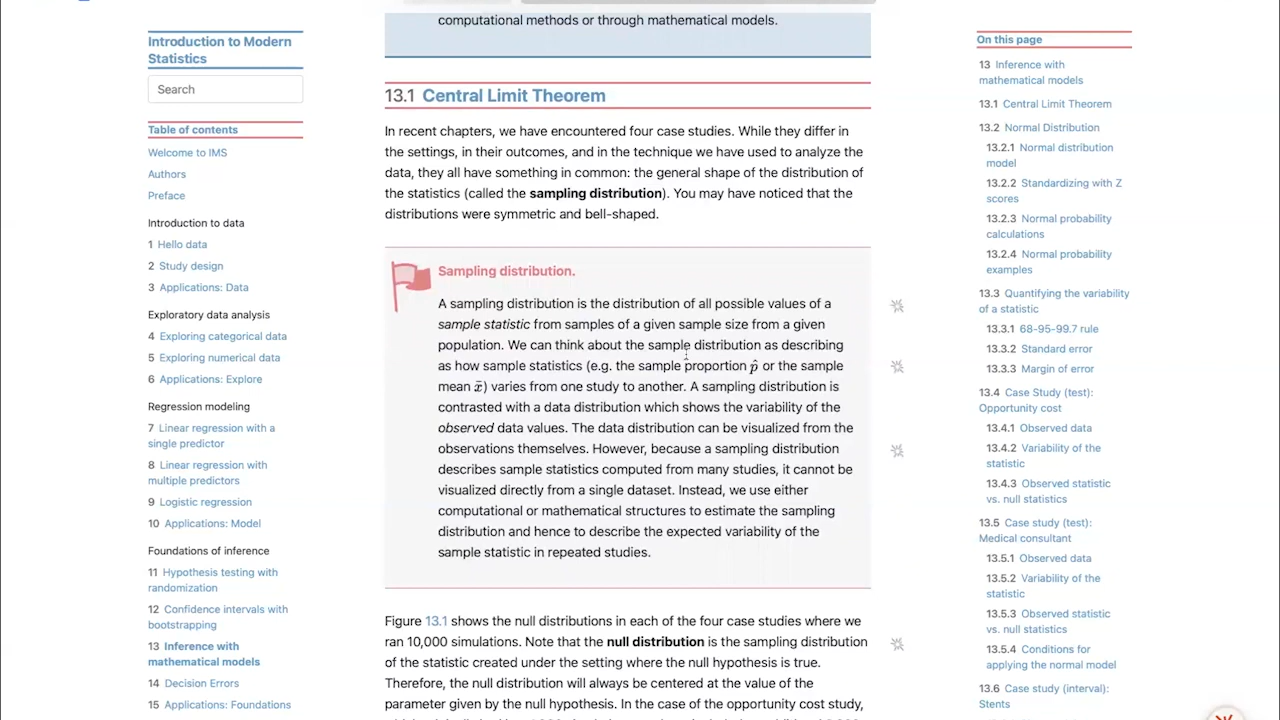 Introduction to Modern
Statistics
Search
Table of contents
Welcome to IMS
Authors
Preface
Introduction to data
1 Hello data
2 Study design
3 Applications: Data
Exploratory data analysis
4 Exploring categorical data
5 Exploring numerical data
6 Applications: Explore
Regression modeling
7 Linear regression with a
single predictor
8 Linear regression with
multiple predictors
9 Logistic regression
10 Applications: Model
Foundations of inference
11 Hypothesis testing with
randomization
12 Confidence intervals with
bootstrapping
13 Inference with
mathematical models
14 Decision Errors
15 Applications: Foundations
computational methods or through mathematical models.
13.1 Central Limit Theorem
In recent chapters, we have encountered four case studies. While they differ in
the settings, in their outcomes, and in the technique we have used to analyze the
data, they all have something in common: the general shape of the distribution of
the statistics (called the sampling distribution). You may have noticed that the
distributions were symmetric and bell-shaped.
Sampling distribution.
A sampling distribution is the distribution of all possible values of a
sample statistic from samples of a given sample size from a given
population. We can think about the sample distribution as describing
as how sample statistics (e.g. the sample proportion p̂ or the sample
mean x̄) varies from one study to another. A sampling distribution is
contrasted with a data distribution which shows the variability of the
observed data values. The data distribution can be visualized from the
observations themselves. However, because a sampling distribution
describes sample statistics computed from many studies, it cannot be
visualized directly from a single dataset. Instead, we use either
computational or mathematical structures to estimate the sampling
distribution and hence to describe the expected variability of the
sample statistic in repeated studies.
Figure 13.1 shows the null distributions in each of the four case studies where we
ran 10,000 simulations. Note that the null distribution is the sampling distribution
of the statistic created under the setting where the null hypothesis is true.
Therefore, the null distribution will always be centered at the value of the
parameter given by the null hypothesis. In the case of the opportunity cost study,
On this page
13 Inference with
mathematical models
13.1 Central Limit Theorem
13.2 Normal Distribution
13.2.1 Normal distribution
model
13.2.2 Standardizing with Z
scores
13.2.3 Normal probability
calculations
13.2.4 Normal probability
examples
13.3 Quantifying the variability
of a statistic
13.3.1 68-95-99.7 rule
13.3.2 Standard error
13.3.3 Margin of error
13.4 Case Study (test):
Opportunity cost
13.4.1 Observed data
13.4.2 Variability of the
statistic
13.4.3 Observed statistic
vs. null statistics
13.5 Case study (test):
Medical consultant
13.5.1 Observed data
13.5.2 Variability of the
statistic
13.5.3 Observed statistic
vs. null statistics
13.5.4 Conditions for
applying the normal model
13.6 Case study (interval):
Stents